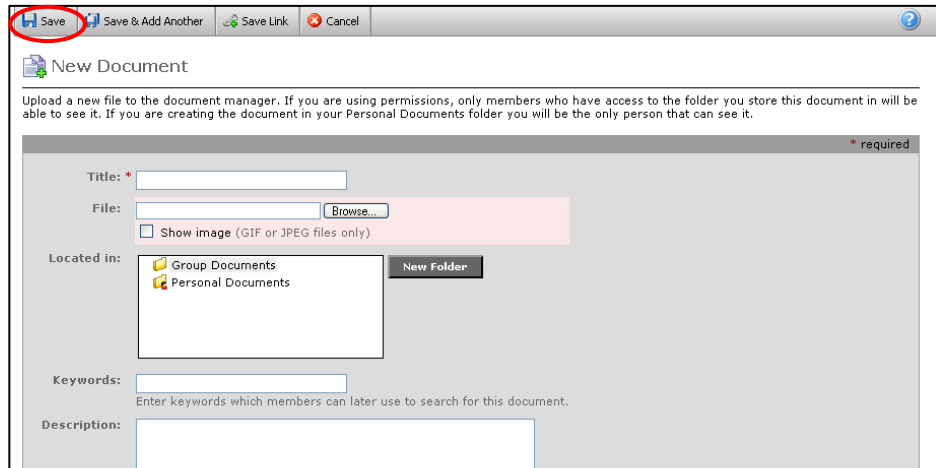 Save Save & Add Another Save Link Cancel ?
New Document
Upload a new file to the document manager. If you are using permissions, only members who have access to the folder you store this document in will be
able to see it. If you are creating the document in your Personal Documents folder you will be the only person that can see it.
* required
Title: *
File: Browse...
Show image (GIF or JPEG files only)
Located in: Group Documents New Folder
Personal Documents
Keywords:
Enter keywords which members can later use to search for this document.
Description: